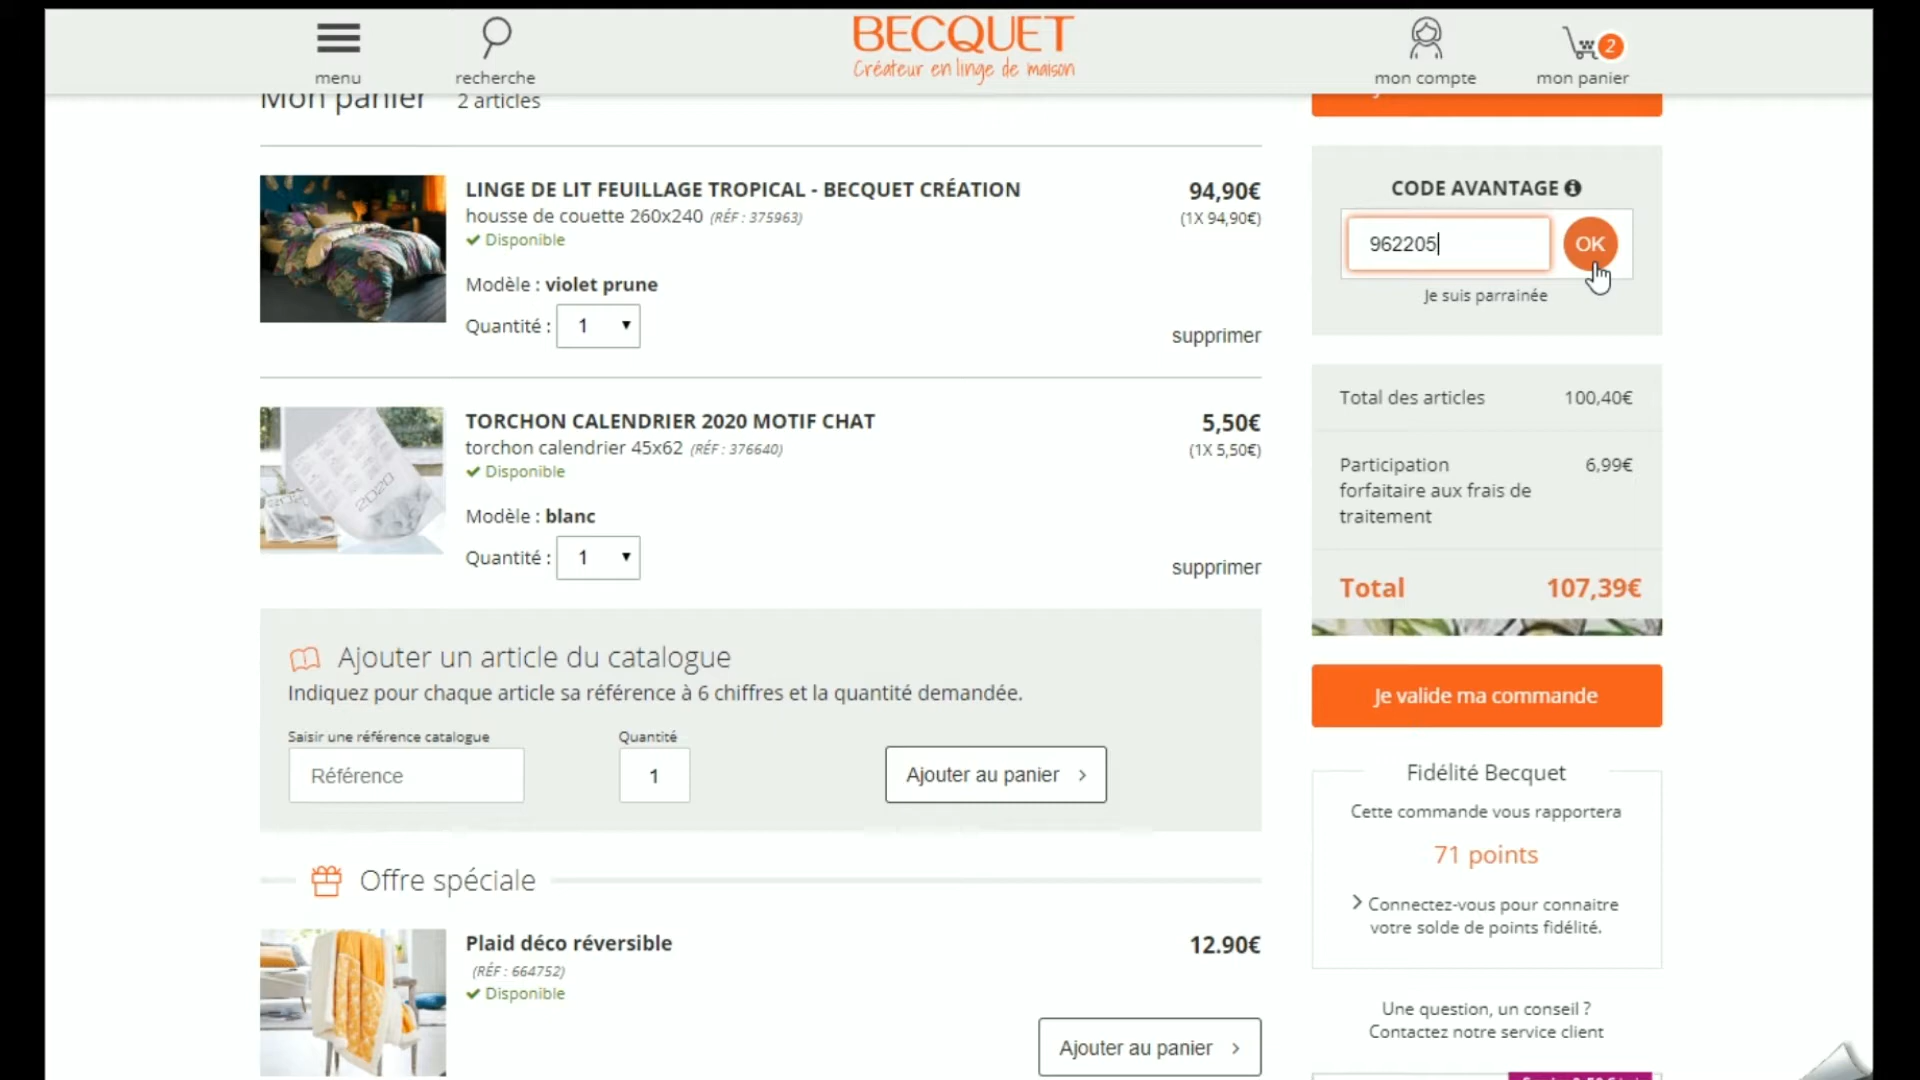 menu
recherche
BECQUET
Créateur en linge de maison
mon compte
2
mon panier
Mon panier 2 articles
LINGE DE LIT FEUILLAGE TROPICAL - BECQUET CRÉATION
94,90€
housse de couette 260x240 (RÉF : 375963)
(1X 94,90€)
Disponible
Modèle : violet prune
Quantité : 1
supprimer
TORCHON CALENDRIER 2020 MOTIF CHAT
5,50€
torchon calendrier 45x62 (RÉF : 376640)
(1X 5,50€)
Disponible
2020
Modèle : blanc
Quantité : 1
supprimer
Ajouter un article du catalogue
Indiquez pour chaque article sa référence à 6 chiffres et la quantité demandée.
Saisir une référence catalogue
Quantité
Référence
1
Ajouter au panier
Offre spéciale
Plaid déco réversible
12.90€
(RÉF : 664752)
Disponible
Ajouter au panier
CODE AVANTAGE
962205
OK
Je suis parrainée
Total des articles 100,40€
Participation 6,99€
forfaitaire aux frais de
traitement
Total 107,39€
Je valide ma commande
Fidélité Becquet
Cette commande vous rapportera
71 points
Connectez-vous pour connaitre
votre solde de points fidélité.
Une question, un conseil ?
Contactez notre service client